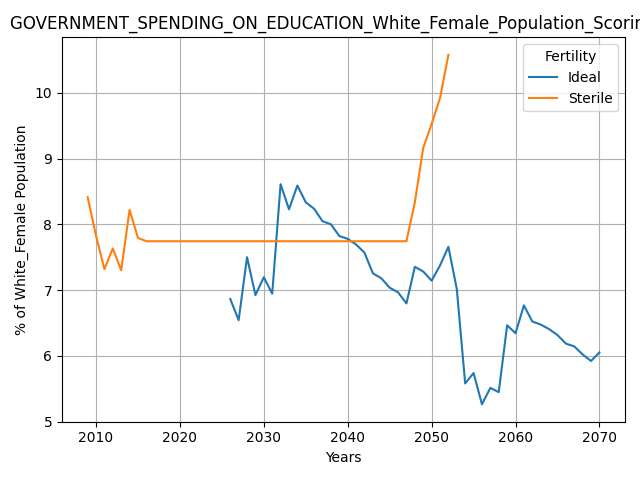 GOVERNMENT_SPENDING_ON_EDUCATION_White_Female_Population_Scorin
Fertility
Ideal
Sterile
% of White_Female Population
10
9
8
7
6
5
2010 2020 2030 2040 2050 2060 2070
Years